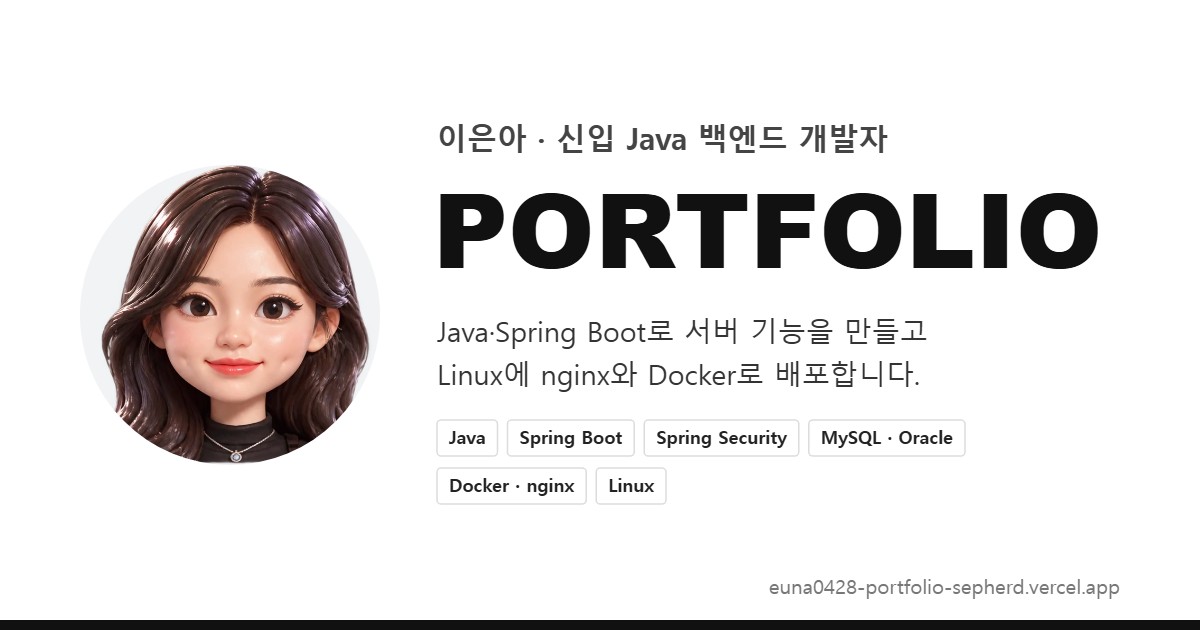 이은아 · 신입 Java 백엔드 개발자
PORTFOLIO
Java·Spring Boot로 서버 기능을 만들고
Linux에 nginx와 Docker로 배포합니다.
Java Spring Boot Spring Security MySQL · Oracle
Docker · nginx Linux
euna0428-portfolio-sepherd.vercel.app